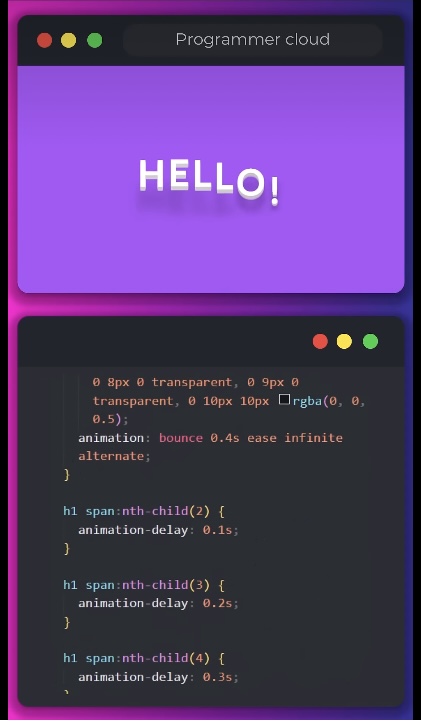 Programmer cloud
HELLO!
0 8px 0 transparent, 0 9px 0
transparent, 0 10px 10px rgba(0, 0,
0.5);
animation: bounce 0.4s ease infinite
alternate;
}
h1 span:nth-child(2) {
animation-delay: 0.1s;
}
h1 span:nth-child(3) {
animation-delay: 0.2s;
}
h1 span:nth-child(4) {
animation-delay: 0.3s;
}